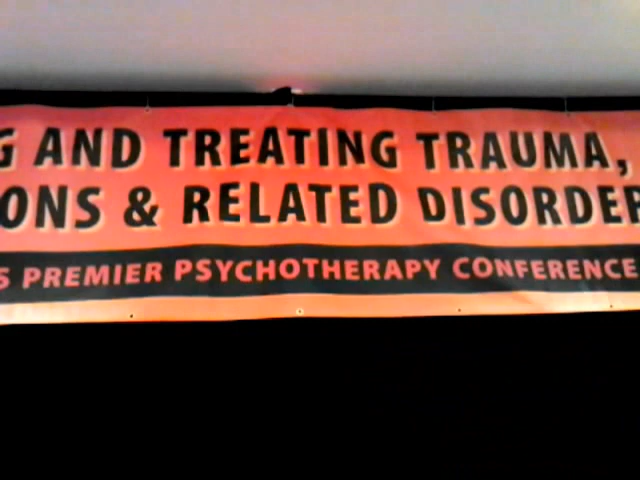 G AND TREATING TRAUMA,
ONS & RELATED DISORDER
S PREMIER PSYCHOTHERAPY CONFERENCE